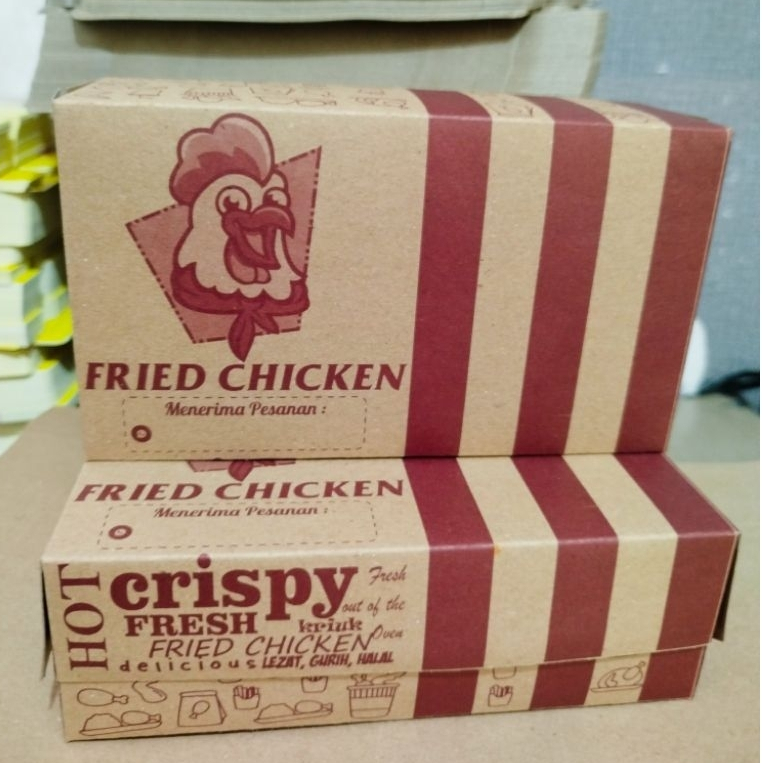 FRIED CHICKEN
Menerima Pesanan :
FRIED CHICKEN
Menerima Pesanan :
HOT
crispy
Fresh
out of the
Oven
FRESH
kriuk
FRIED CHICKEN
delicious LEZAT, GURIH, HALAL